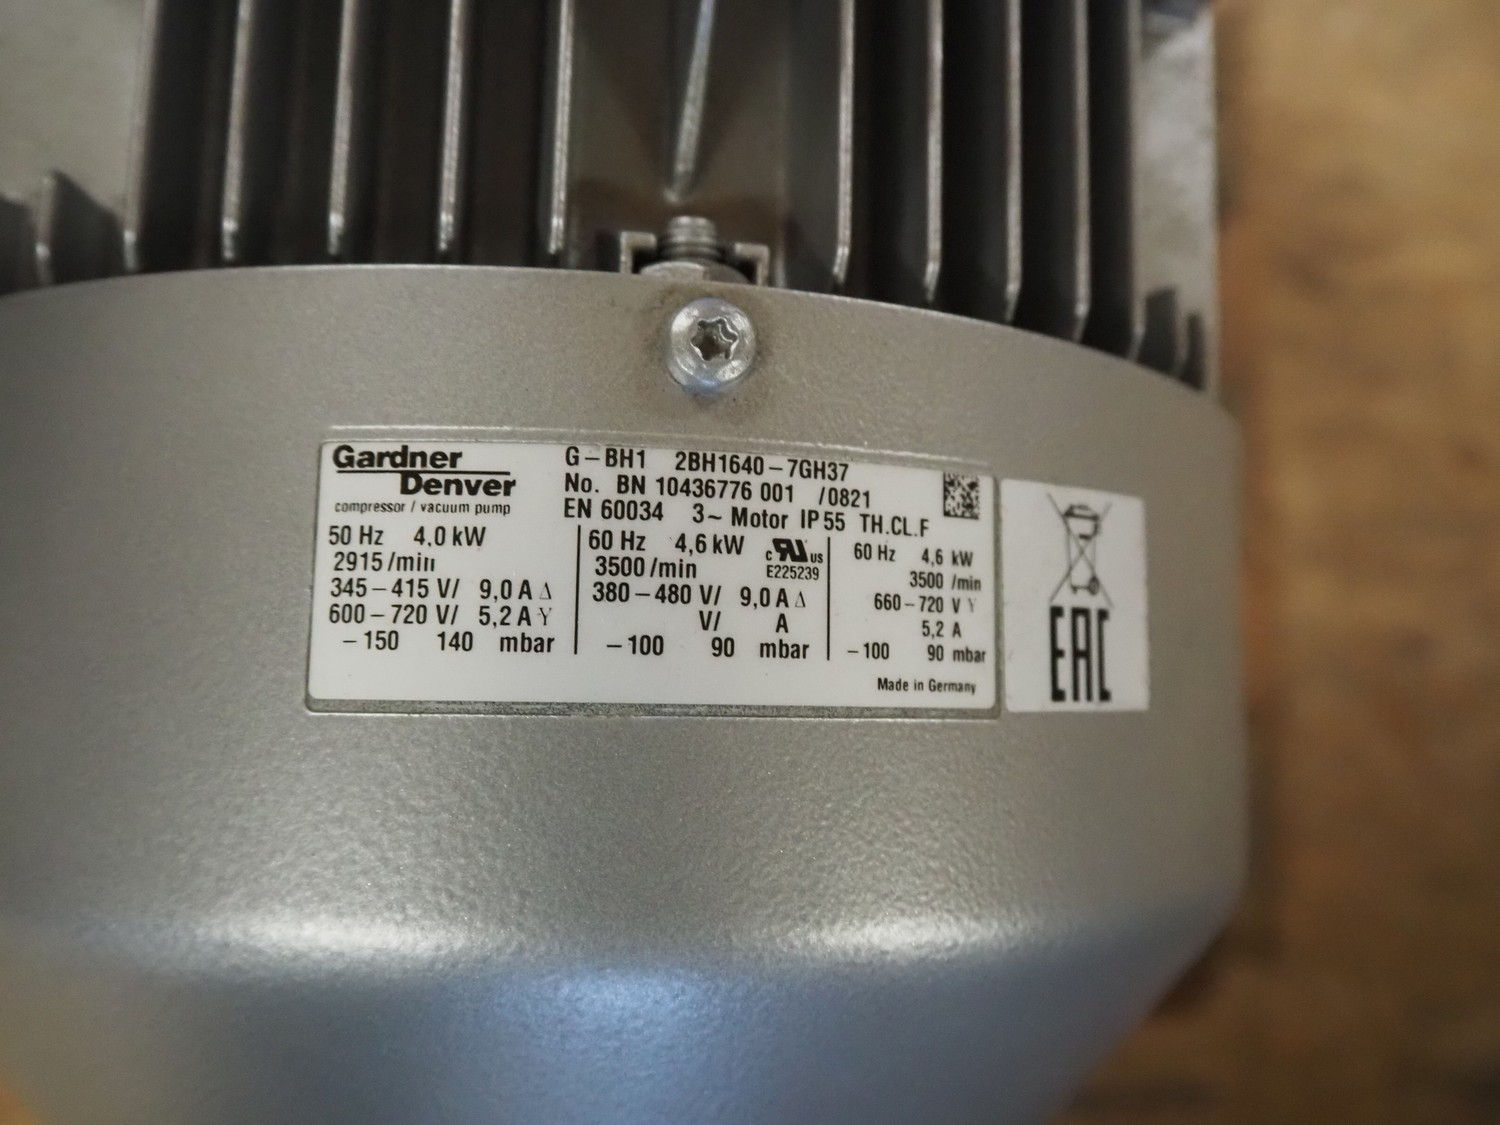 Gardner
Denver
compressor / vacuum pump
G-BH1 2BH1640-7GH37
No. BN 10436776 001 /0821
EN 60034 3~ Motor IP 55 TH.CL.F
50 Hz 4,0 kW
2915 /min
345-415 V/ 9,0 A Δ
600-720 V/ 5,2 A Y
-150 140 mbar
60 Hz 4,6 kW
3500 /min
380-480 V/ 9,0 A Δ
V/ A
-100 90 mbar
c RU us
E225239
60 Hz 4,6 kW
3500 /min
660-720 V Y
5,2 A
-100 90 mbar
Made in Germany
EAC